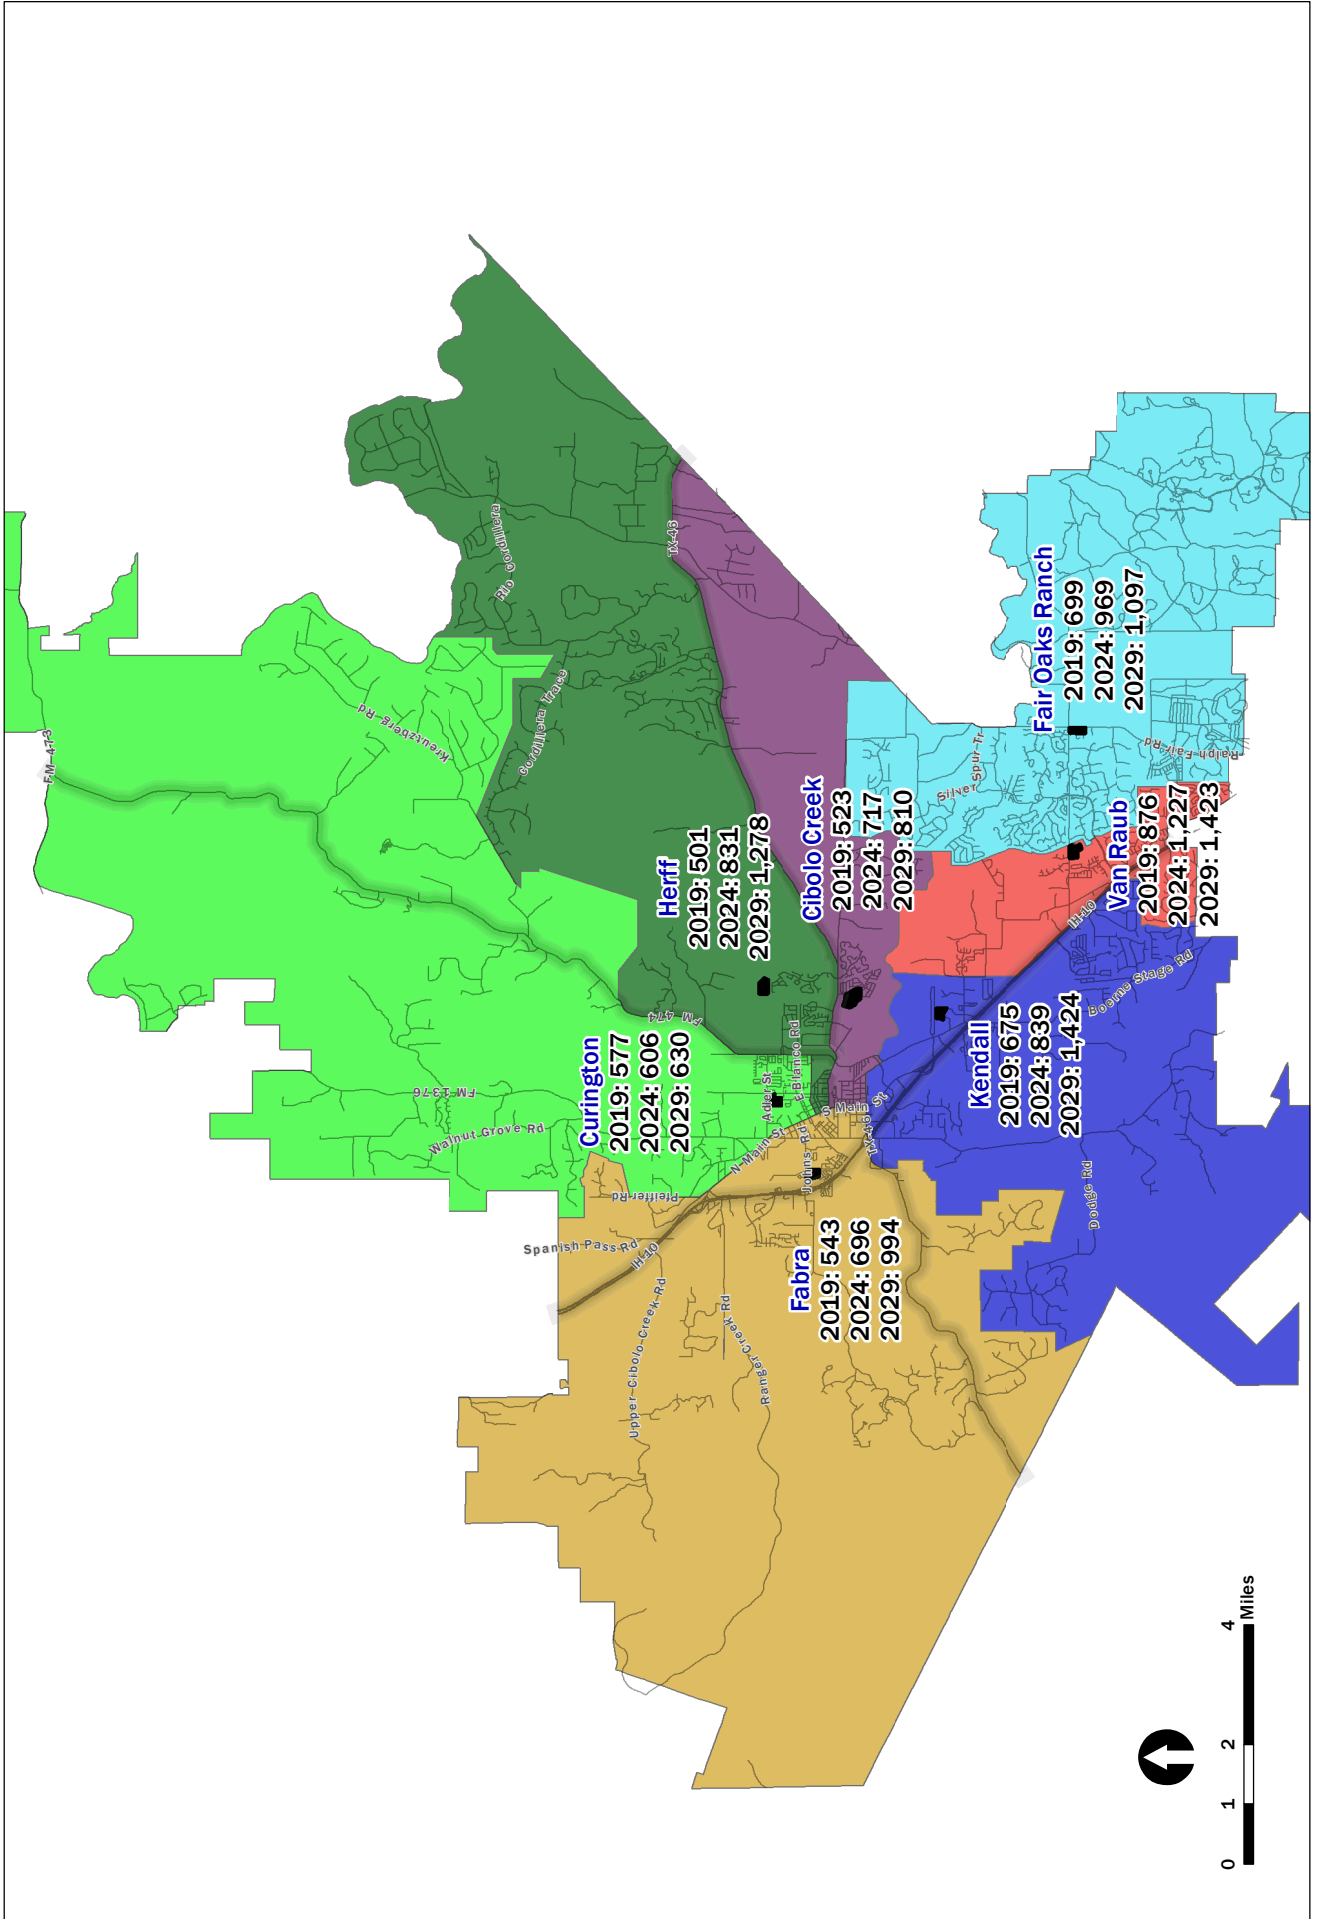 FM-473
Kreutzberg Rd
Rio Cordillera
Cordillera Trace
TX-46
FM 1376
Walnut Grove Rd
FM 474
Curington
2019: 577
2024: 606
2029: 630
Herff
2019: 501
2024: 831
2029: 1,278
Cibolo Creek
2019: 523
2024: 717
2029: 810
Fair Oaks Ranch
2019: 699
2024: 969
2029: 1,097
Van Raub
2019: 876
2024: 1,227
2029: 1,423
Kendall
2019: 675
2024: 839
2029: 1,424
Fabra
2019: 543
2024: 696
2029: 994
Adler St
E Blanco Rd
S Main St
N Main St
Johns Rd
TX-46
Pfeiffer Rd
Spanish Pass Rd
IH-10
Upper Cibolo Creek Rd
Ranger Creek Rd
Silver Spur Tr
Ralph Fair Rd
IH-10
Boerne Stage Rd
Dodge Rd
0 1 2 4
Miles